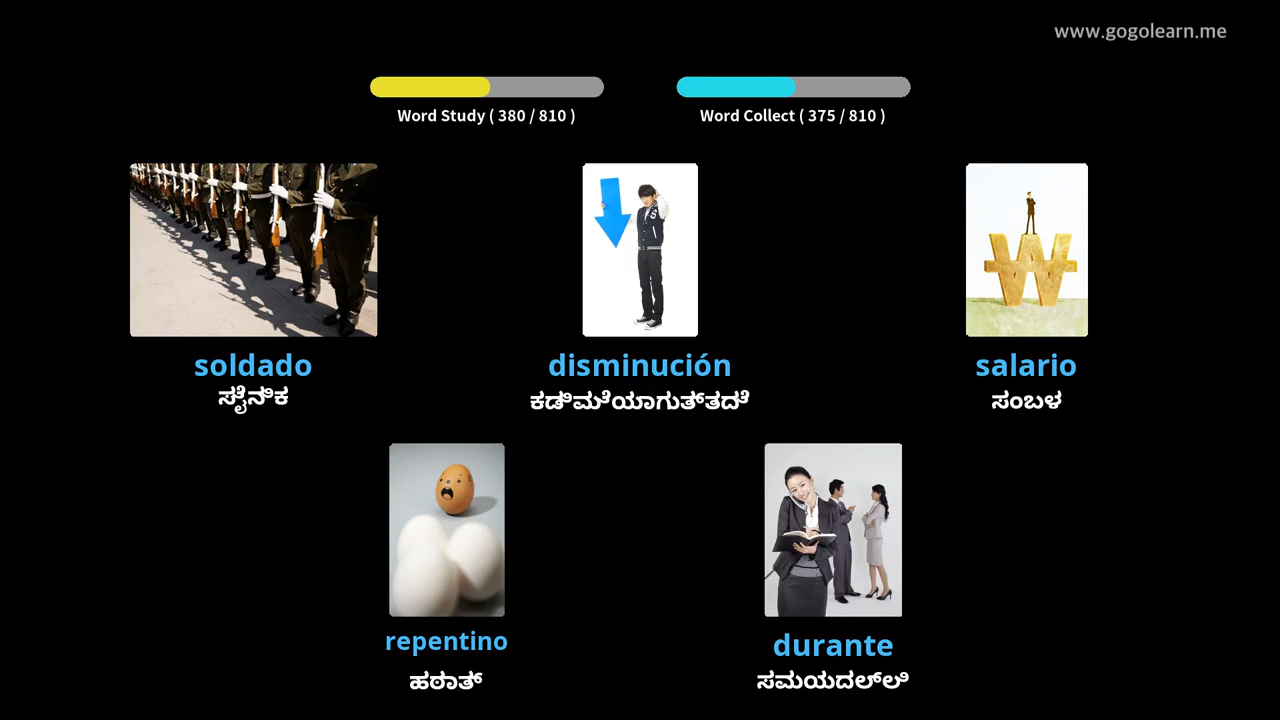 www.gogolearn.me
Word Study ( 380 / 810 )
Word Collect ( 375 / 810 )
soldado
ಸೈನಿಕ
disminución
ಕಡಿಮೆಯಾಗುತ್ತದೆ
salario
ಸಂಬಳ
repentino
ಹಠಾತ್
durante
ಸಮಯದಲ್ಲಿ